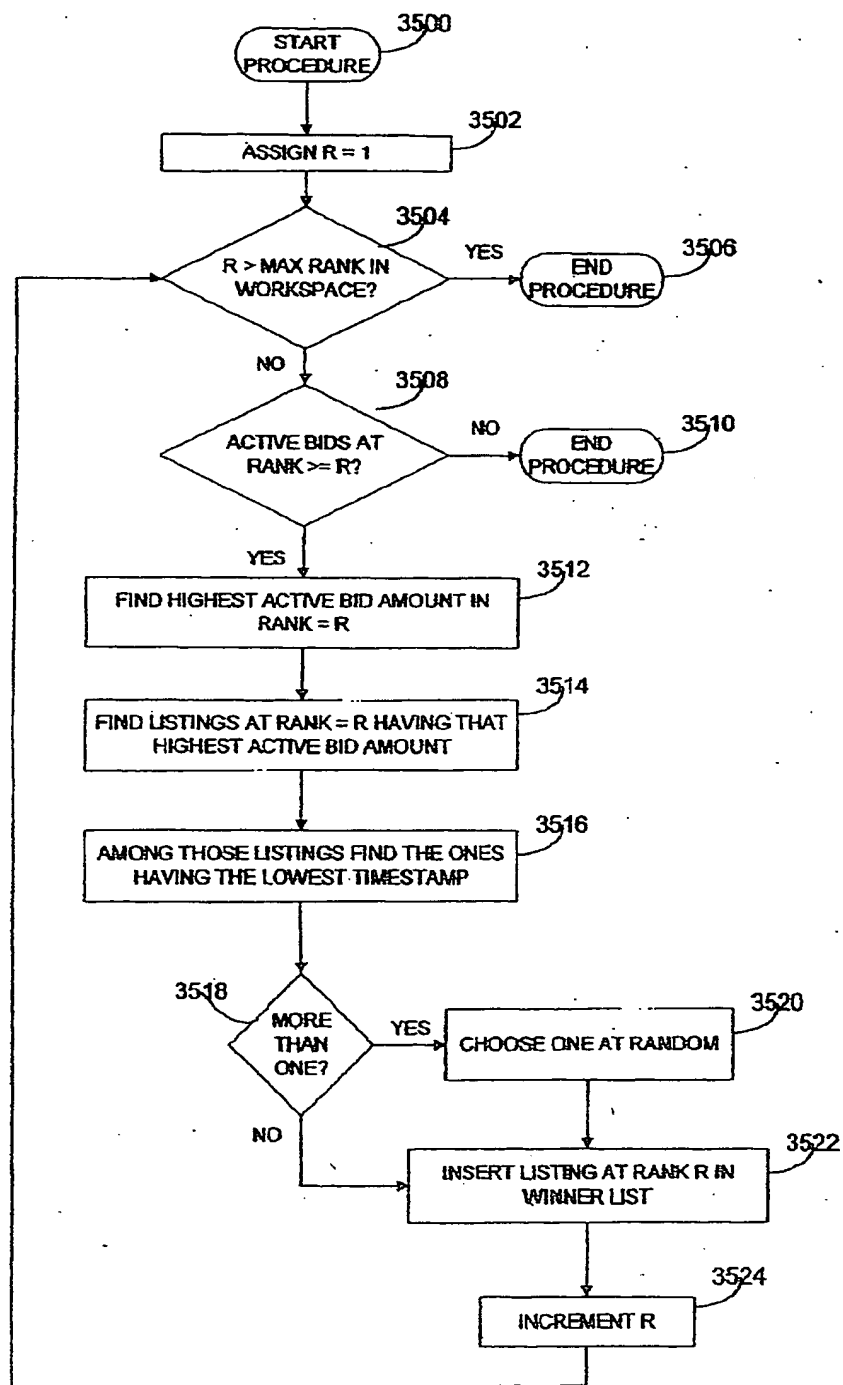 3500
START
PROCEDURE
3502
ASSIGN R = 1
3504
R > MAX RANK IN
WORKSPACE?
YES
3506
END
PROCEDURE
NO
3508
ACTIVE BIDS AT
RANK >= R?
NO
3510
END
PROCEDURE
YES
3512
FIND HIGHEST ACTIVE BID AMOUNT IN
RANK = R
3514
FIND LISTINGS AT RANK = R HAVING THAT
HIGHEST ACTIVE BID AMOUNT
3516
AMONG THOSE LISTINGS FIND THE ONES
HAVING THE LOWEST TIMESTAMP
3518
MORE
THAN
ONE?
YES
3520
CHOOSE ONE AT RANDOM
NO
3522
INSERT LISTING AT RANK R IN
WINNER LIST
3524
INCREMENT R